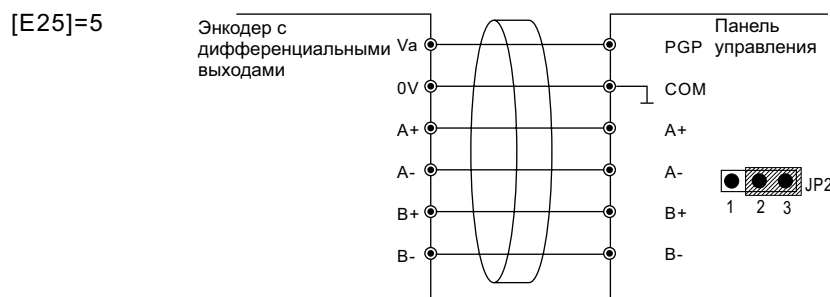 [E25]=5
Энкодер с
дифференциальными
выходами
Панель
управления
Va
PGP
0V
COM
A+
A+
A-
A-
JP2
1 2 3
B+
B+
B-
B-